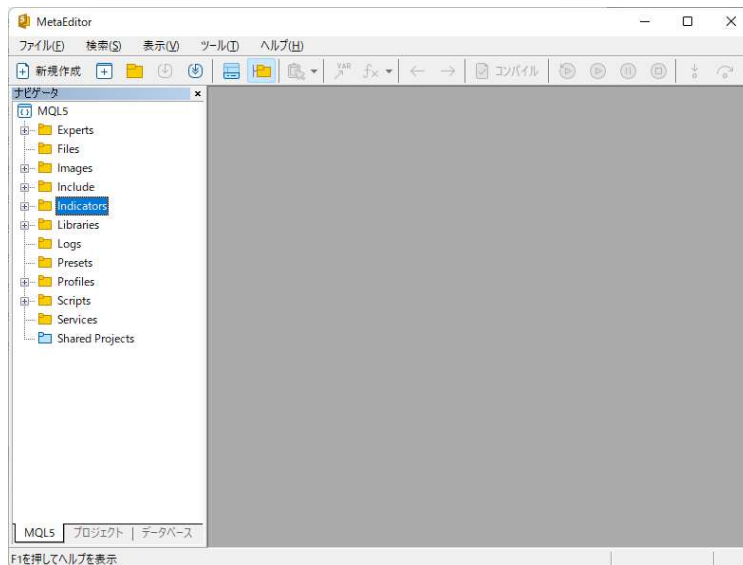 MetaEditor
ファイル(F) 検索(S) 表示(V) ツール(T) ヘルプ(H)
新規作成 VAR fx コンパイル
ナビゲータ
MQL5
Experts
Files
Images
Include
Indicators
Libraries
Logs
Presets
Profiles
Scripts
Services
Shared Projects
MQL5 プロジェクト | データベース
F1を押してヘルプを表示